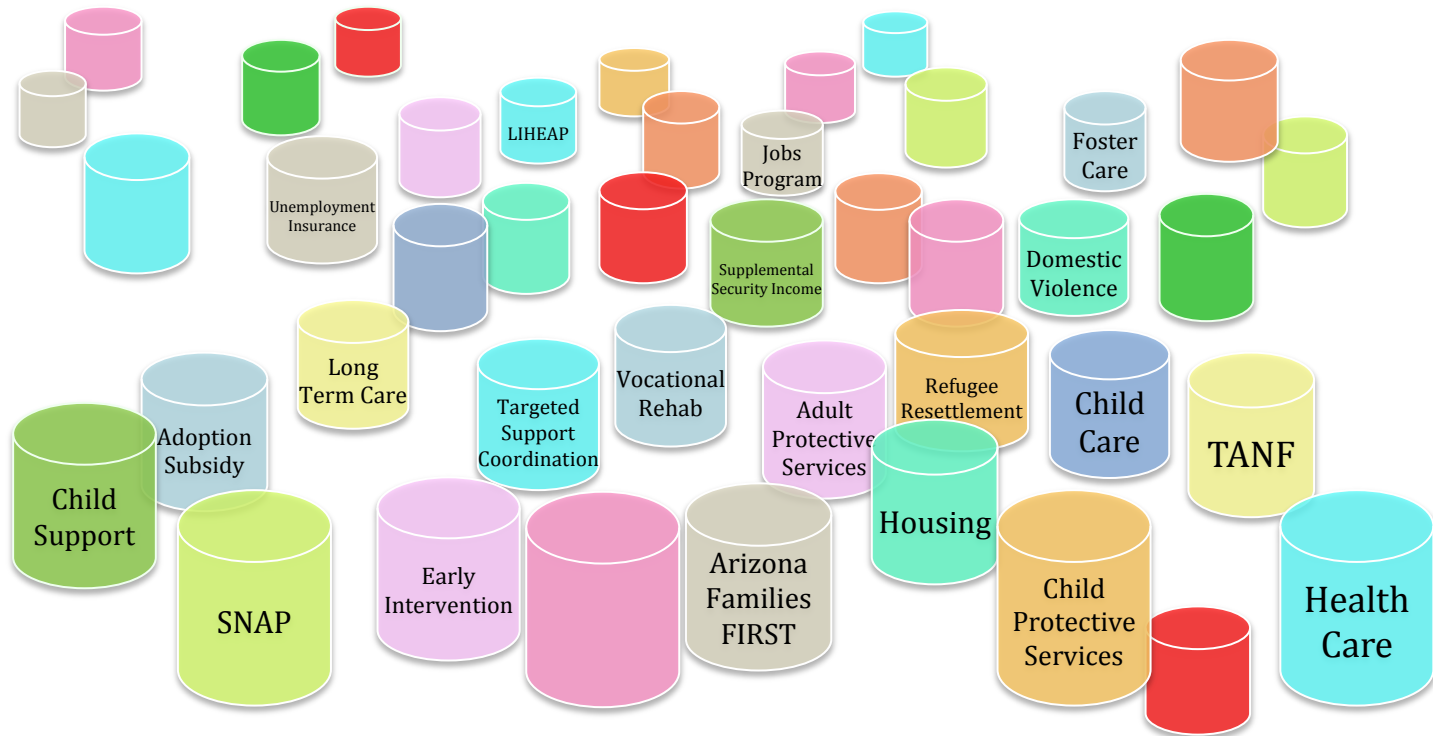 LIHEAP
Jobs
Program
Foster
Care
Unemployment
Insurance
Supplemental
Security Income
Domestic
Violence
Long
Term Care
Vocational
Rehab
Refugee
Resettlement
Child
Care
Adoption
Subsidy
Targeted
Support
Coordination
Adult
Protective
Services
TANF
Child
Support
Housing
SNAP
Early
Intervention
Arizona
Families
FIRST
Child
Protective
Services
Health
Care